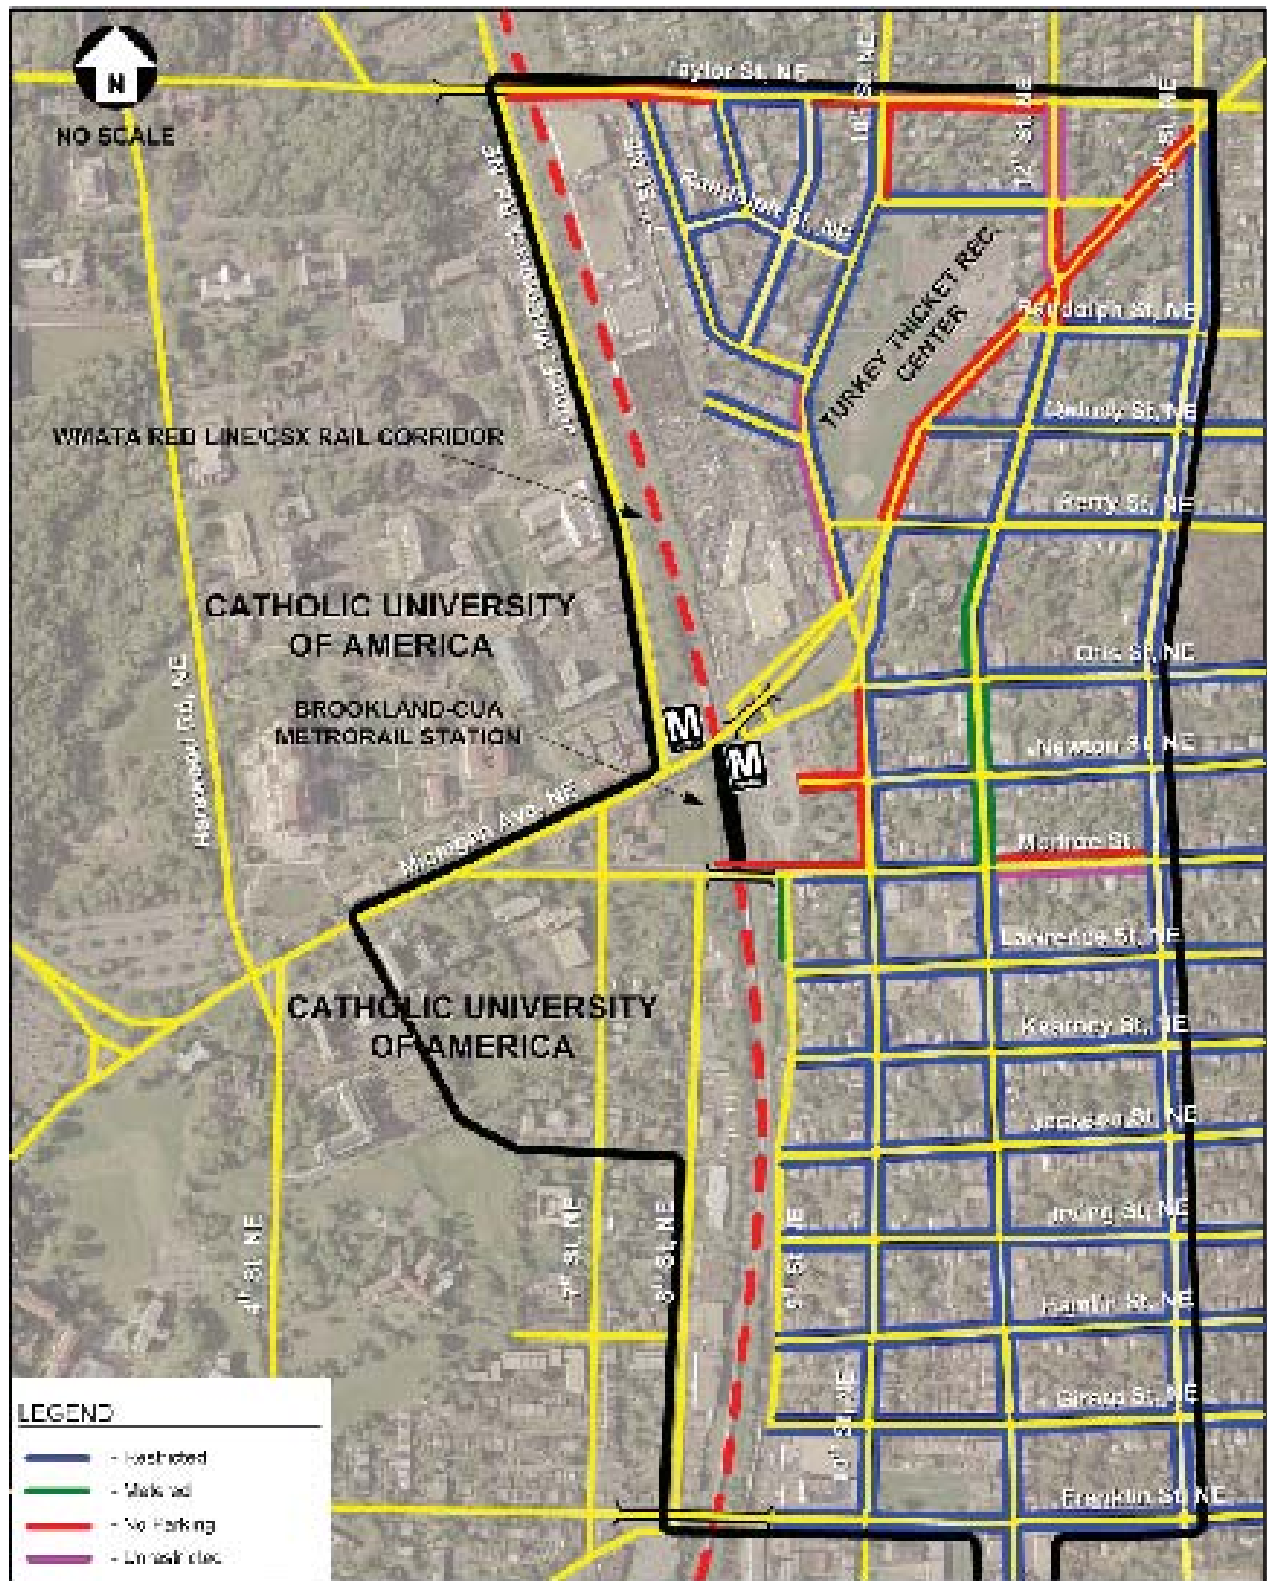 N
NO SCALE
Taylor St. NE
10th St. NE
12th St. NE
St. NE
Randolph St. NE
TURKEY THICKET REC.
CENTER
Randolph St, NE
Quincy St, NE
WMATA RED LINE/CSX RAIL CORRIDOR
Perry St, NE
CATHOLIC UNIVERSITY
OF AMERICA
Otis St, NE
Harewood Rd, NE
BROOKLAND-CUA
METRORAIL STATION
M
M
Newton St, NE
Michigan Ave. NE
Monroe St.
Lawrence St, NE
CATHOLIC UNIVERSITY
OF AMERICA
Kearney St, NE
Jackson St, NE
Irving St, NE
4th St, NE
7th St, NE
8th St, NE
9th St, NE
Hamlin St, NE
Girard St, NE
10th St, NE
Franklin St, NE
LEGEND
- Restricted
- Metered
- No Parking
- Unrestricted